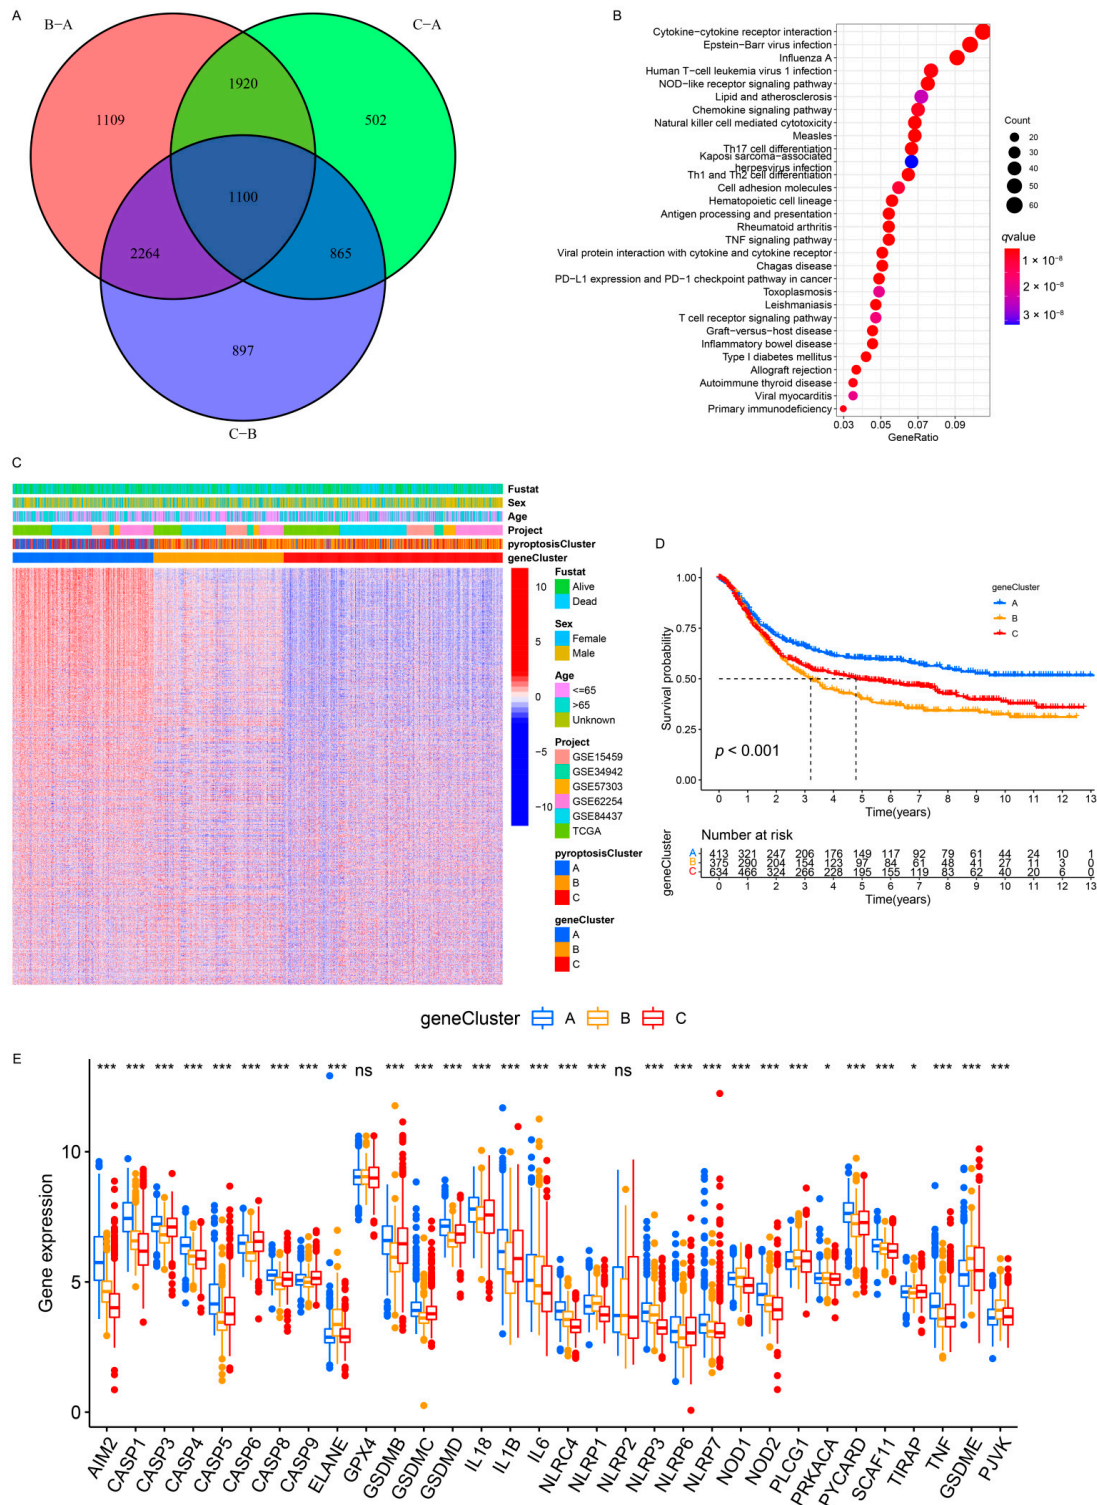 A
B−A
C−A
1920
1109
502
1100
2264
865
897
C−B
B
Cytokine−cytokine receptor interaction
Epstein−Barr virus infection
Influenza A
Human T−cell leukemia virus 1 infection
NOD−like receptor signaling pathway
Lipid and atherosclerosis
Chemokine signaling pathway
Natural killer cell mediated cytotoxicity
Measles
Th17 cell differentiation
Kaposi sarcoma−associated
herpesvirus infection
Th1 and Th2 cell differentiation
Cell adhesion molecules
Hematopoietic cell lineage
Antigen processing and presentation
Rheumatoid arthritis
TNF signaling pathway
Viral protein interaction with cytokine and cytokine receptor
Chagas disease
PD−L1 expression and PD−1 checkpoint pathway in cancer
Toxoplasmosis
Leishmaniasis
T cell receptor signaling pathway
Graft−versus−host disease
Inflammatory bowel disease
Type I diabetes mellitus
Allograft rejection
Autoimmune thyroid disease
Viral myocarditis
Primary immunodeficiency
0.03 0.05 0.07 0.09
GeneRatio
Count
20
30
40
50
60
qvalue
1 × 10⁻⁸
2 × 10⁻⁸
3 × 10⁻⁸
C
Fustat
Sex
Age
Project
pyroptosisCluster
geneCluster
10
5
0
−5
−10
Fustat
Alive
Dead
Sex
Female
Male
Age
<=65
>65
Unknown
Project
GSE15459
GSE34942
GSE57303
GSE62254
GSE84437
TCGA
pyroptosisCluster
A
B
C
geneCluster
A
B
C
D
geneCluster
A
B
C
Survival probability
1.00
0.75
0.50
0.25
0.00
p < 0.001
0 1 2 3 4 5 6 7 8 9 10 11 12 13
Time(years)
Number at risk
geneCluster
A 413 321 247 206 176 149 117 92 79 61 44 24 10 1
B 375 290 204 154 123 97 84 61 48 41 27 11 3 0
C 634 466 324 266 228 195 155 119 83 62 40 20 6 0
0 1 2 3 4 5 6 7 8 9 10 11 12 13
Time(years)
geneCluster A B C
E
*** *** *** *** *** *** *** *** *** ns *** *** *** *** *** *** *** *** ns *** *** *** *** *** *** * *** *** * *** *** ***
Gene expression
10
5
0
AIM2 CASP1 CASP3 CASP4 CASP5 CASP6 CASP8 CASP9 ELANE GPX4 GSDMB GSDMC GSDMD IL18 IL1B IL6 NLRC4 NLRP1 NLRP2 NLRP3 NLRP6 NLRP7 NOD1 NOD2 PLCG1 PRKACA PYCARD SCAF11 TIRAP TNF GSDME PJVK